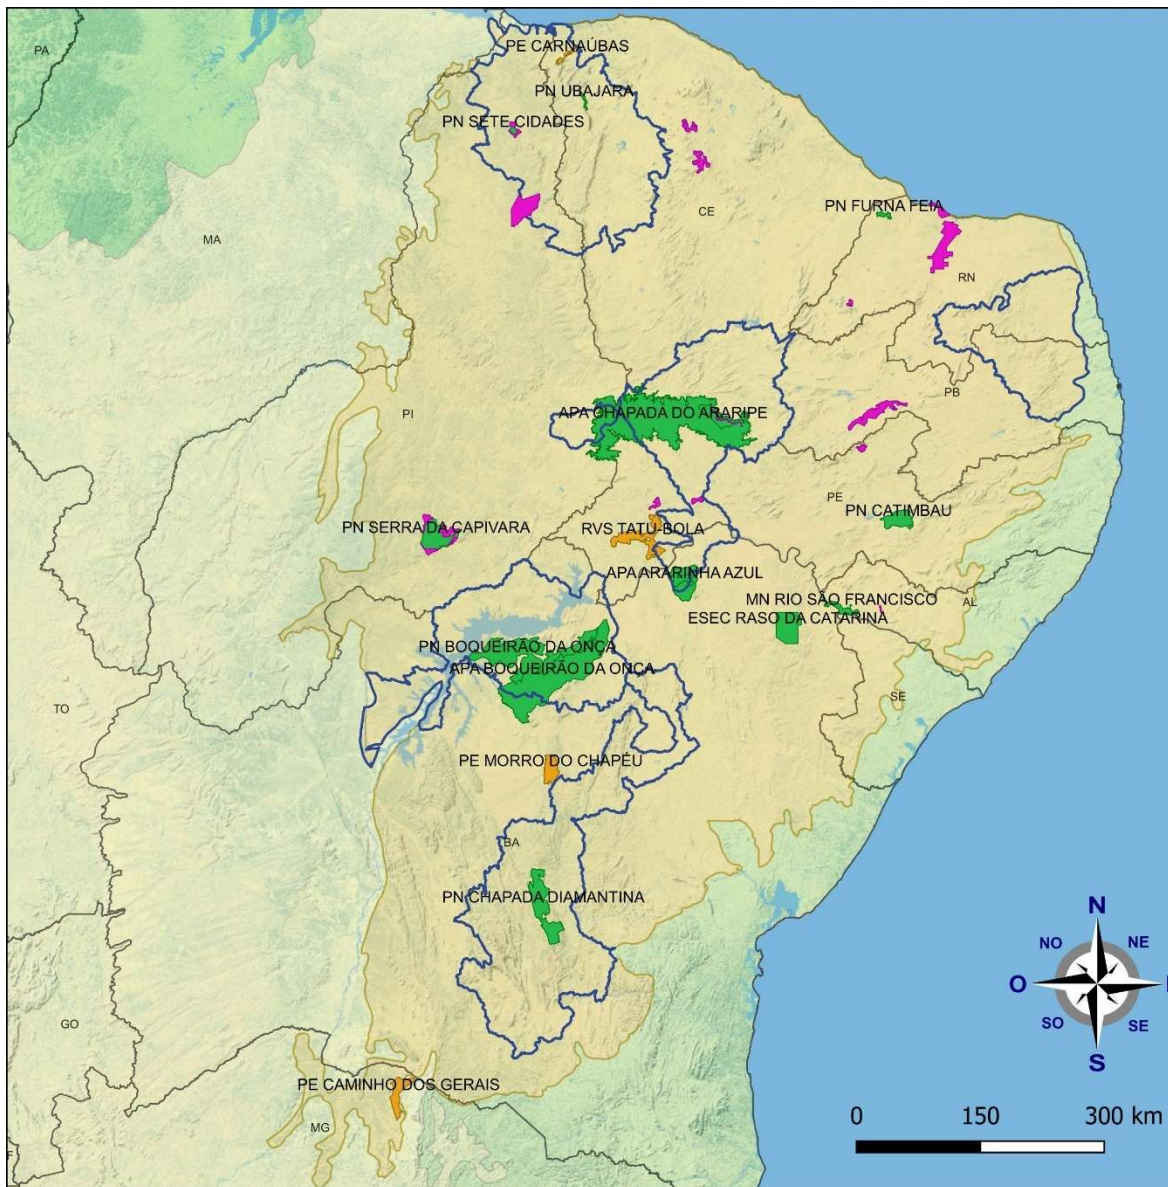 PA
PE CARNAÚBAS
PN UBAJARA
PN SETE CIDADES
PN FURNA FEIA
CE
MA
RN
PB
APA CHAPADA DO ARARIPE
PI
PE
PN CATIMBAU
PN SERRA DA CAPIVARA
RVS TATU-BOLA
APA ARARINHA AZUL
MN RIO SÃO FRANCISCO
AL
ESEC RASO DA CATARINA
PN BOQUEIRÃO DA ONÇA
APA BOQUEIRÃO DA ONÇA
SE
TO
PE MORRO DO CHAPÉU
BA
PN CHAPADA DIAMANTINA
N
NO NE
O
SO SE
S
GO
PE CAMINHO DOS GERAIS
MG
0 150 300 km